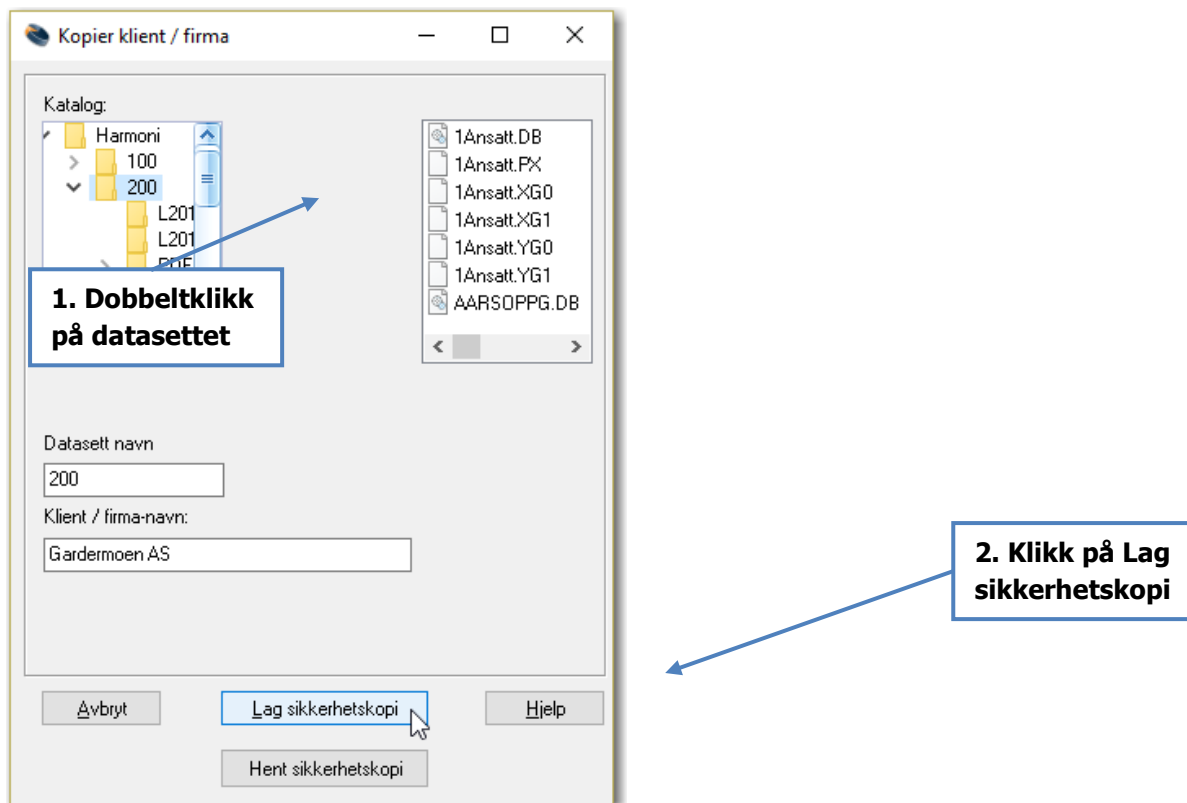 Kopier klient / firma
Katalog:
Harmoni
100
200
L201
L201
PDF
1Ansatt.DB
1Ansatt.PX
1Ansatt.XG0
1Ansatt.XG1
1Ansatt.YG0
1Ansatt.YG1
AARSOPPG.DB
1. Dobbeltklikk
på datasettet
Datasett navn
200
Klient / firma-navn:
Gardermoen AS
2. Klikk på Lag
sikkerhetskopi
Avbryt
Lag sikkerhetskopi
Hjelp
Hent sikkerhetskopi